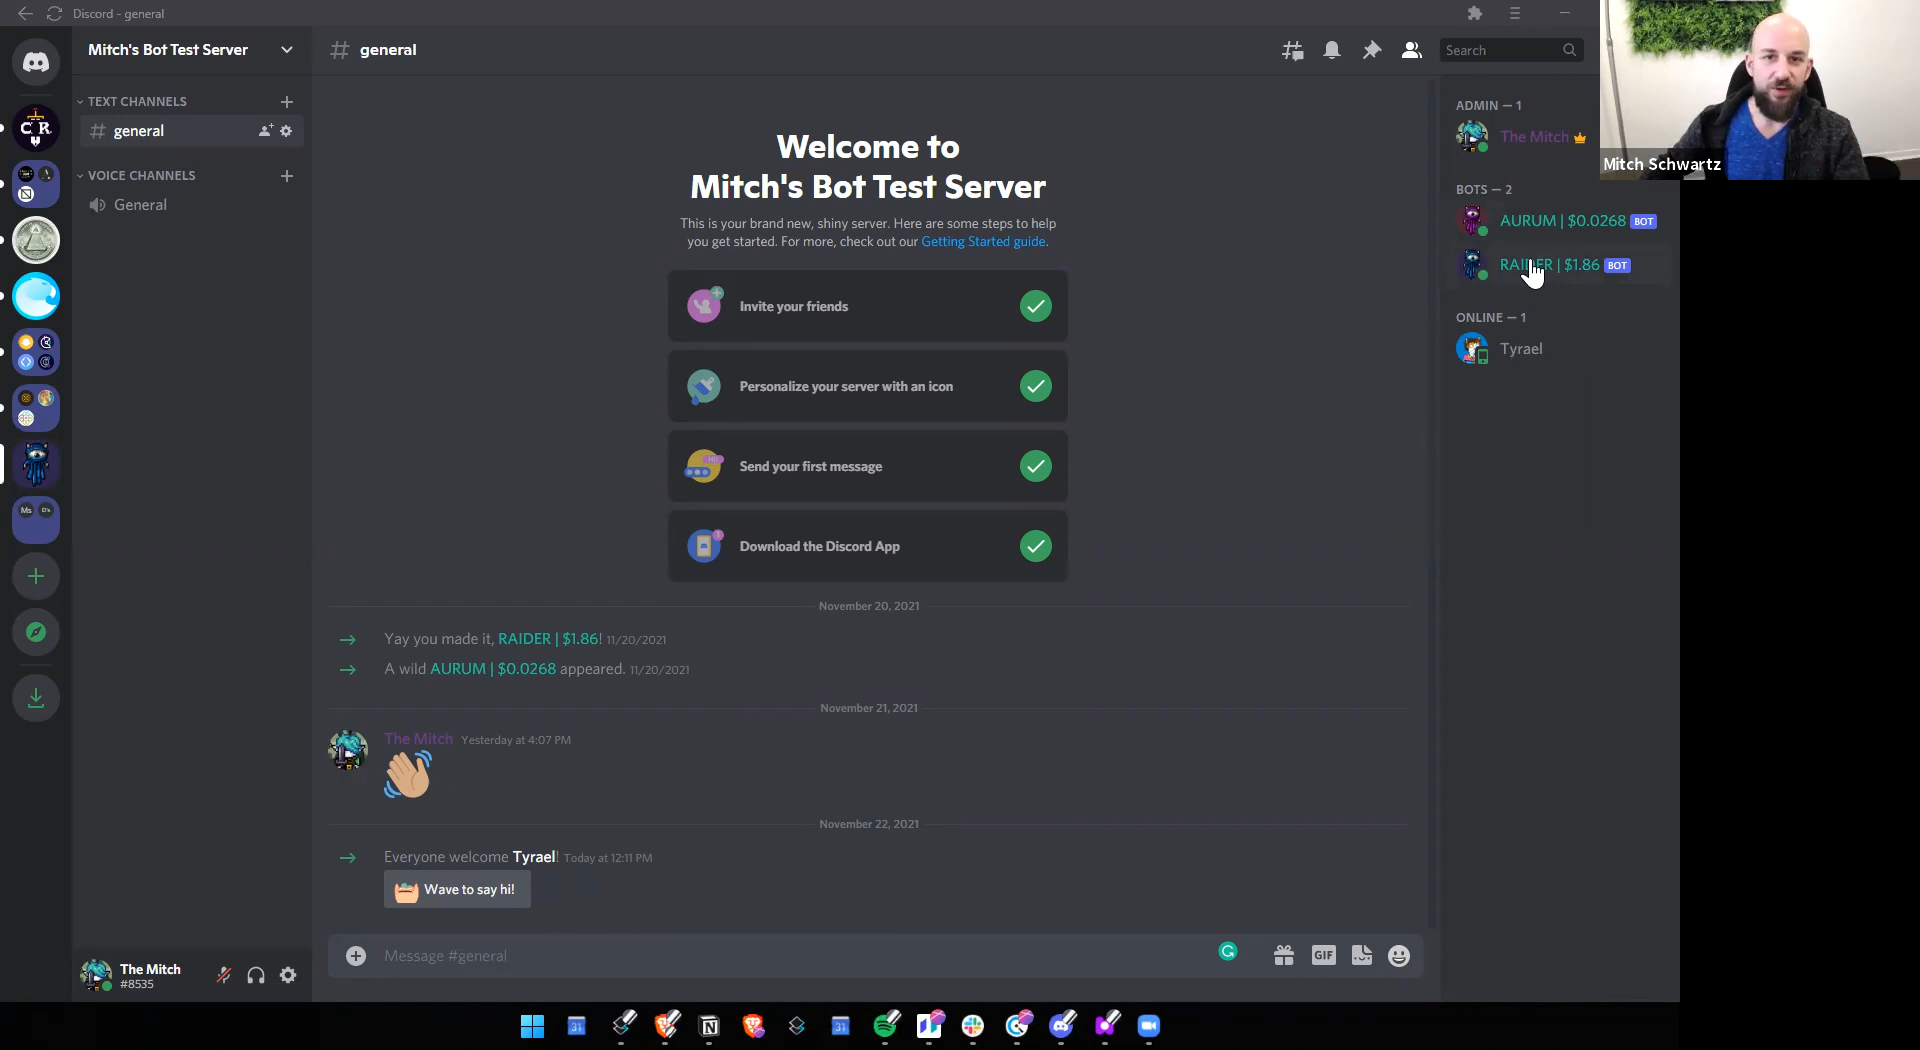 Discord - general
Mitch's Bot Test Server
# general
Search
TEXT CHANNELS
# general
VOICE CHANNELS
General
Welcome to
Mitch's Bot Test Server
This is your brand new, shiny server. Here are some steps to help
you get started. For more, check out our Getting Started guide.
Invite your friends
Personalize your server with an icon
Send your first message
Download the Discord App
November 20, 2021
Yay you made it, RAIDER | $1.86! 11/20/2021
A wild AURUM | $0.0268 appeared. 11/20/2021
November 21, 2021
The Mitch Yesterday at 4:07 PM
November 22, 2021
Everyone welcome Tyrael! Today at 12:11 PM
Wave to say hi!
Message #general
GIF
The Mitch
#8535
ADMIN — 1
The Mitch
BOTS — 2
AURUM | $0.0268 BOT
RAIDER | $1.86 BOT
ONLINE — 1
Tyrael
Mitch Schwartz
C R
Ms
D's
31
31